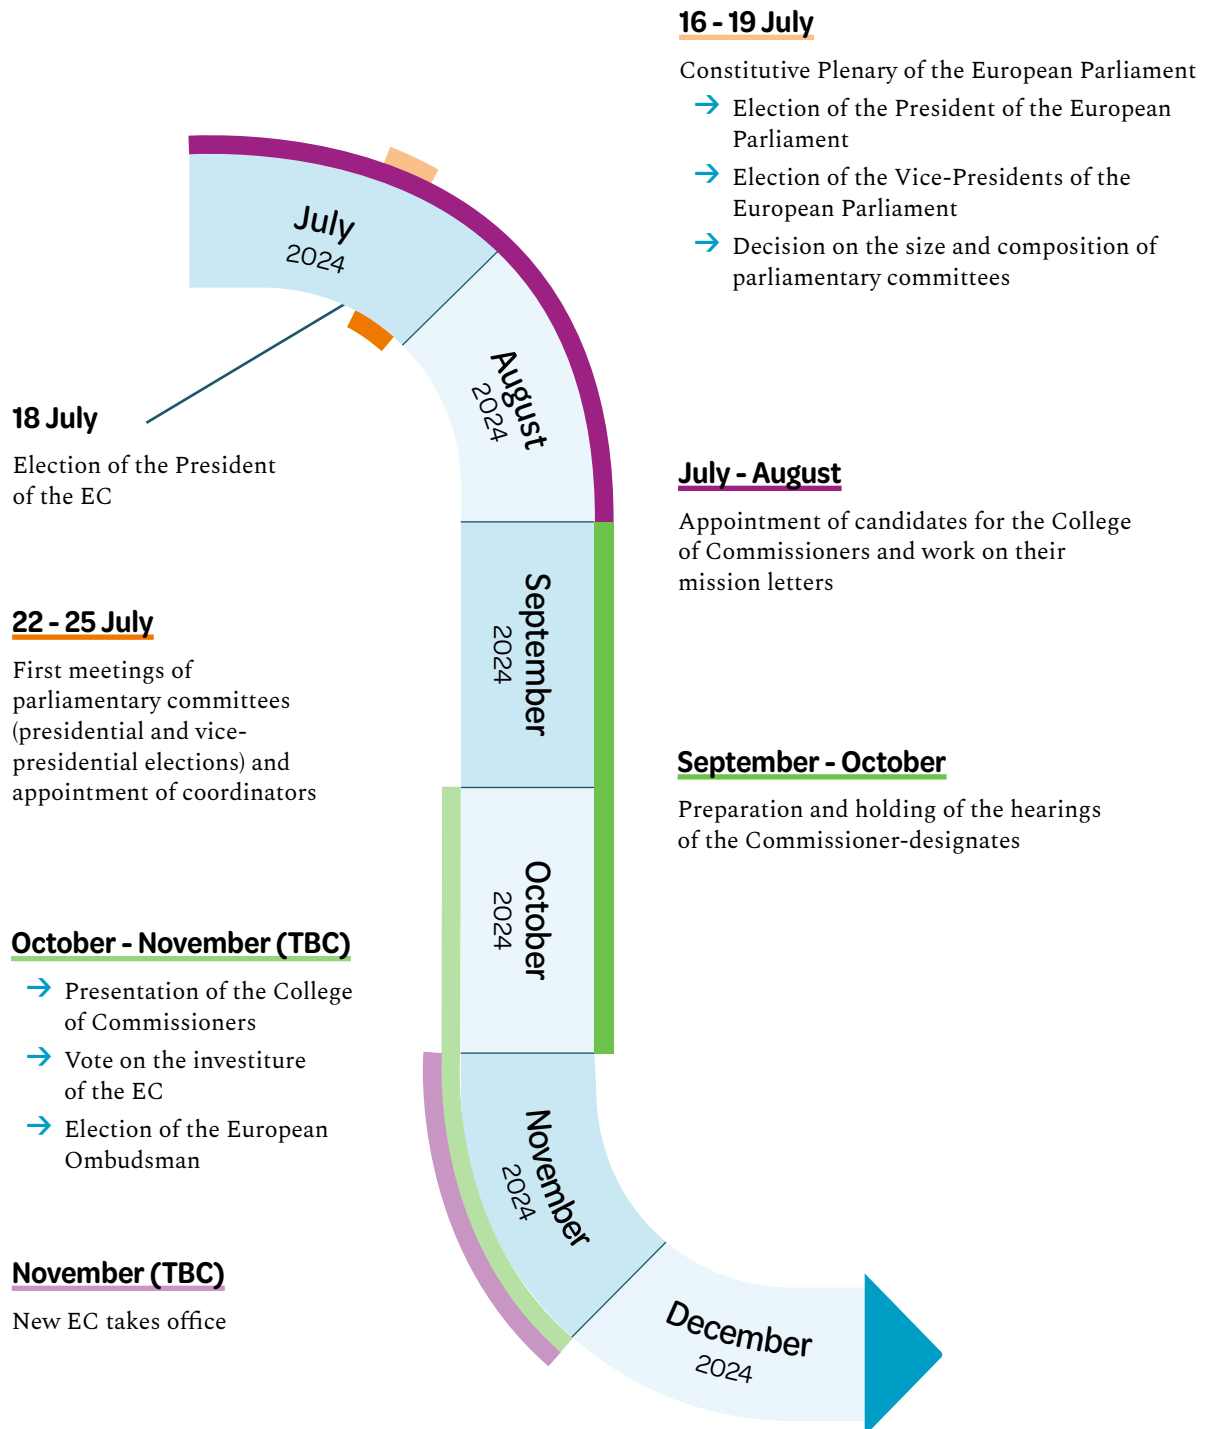 16 - 19 July
Constitutive Plenary of the European Parliament
Election of the President of the European
Parliament
Election of the Vice-Presidents of the
European Parliament
Decision on the size and composition of
parliamentary committees
July
2024
August
2024
18 July
Election of the President
of the EC
July - August
Appointment of candidates for the College
of Commissioners and work on their
mission letters
September
2024
22 - 25 July
First meetings of
parliamentary committees
(presidential and vice-
presidential elections) and
appointment of coordinators
September - October
Preparation and holding of the hearings
of the Commissioner-designates
October
2024
October - November (TBC)
Presentation of the College
of Commissioners
Vote on the investiture
of the EC
Election of the European
Ombudsman
November
2024
November (TBC)
New EC takes office
December
2024